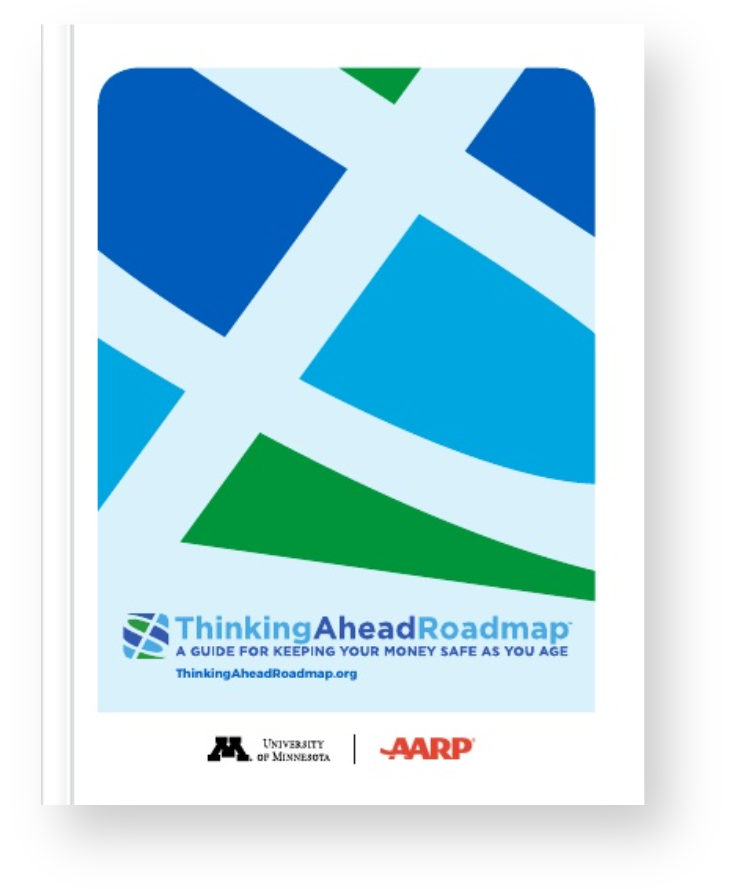 ThinkingAheadRoadmap™
A GUIDE FOR KEEPING YOUR MONEY SAFE AS YOU AGE
ThinkingAheadRoadmap.org
M UNIVERSITY OF MINNESOTA
AARP®